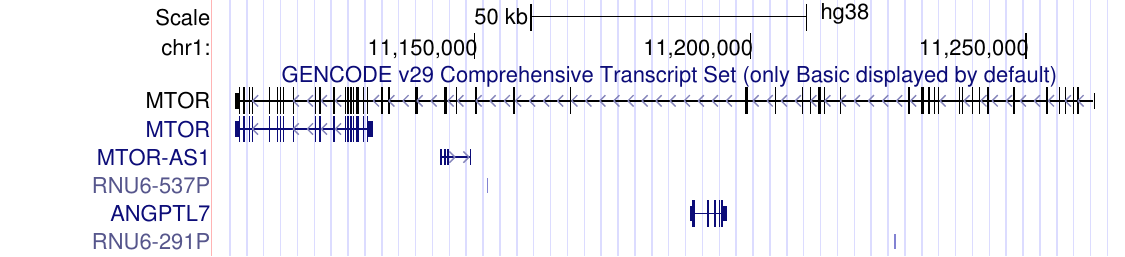 Scale 50 kb hg38
chr1: 11,150,000 11,200,000 11,250,000
GENCODE v29 Comprehensive Transcript Set (only Basic displayed by default)
MTOR
MTOR
MTOR-AS1
RNU6-537P
ANGPTL7
RNU6-291P